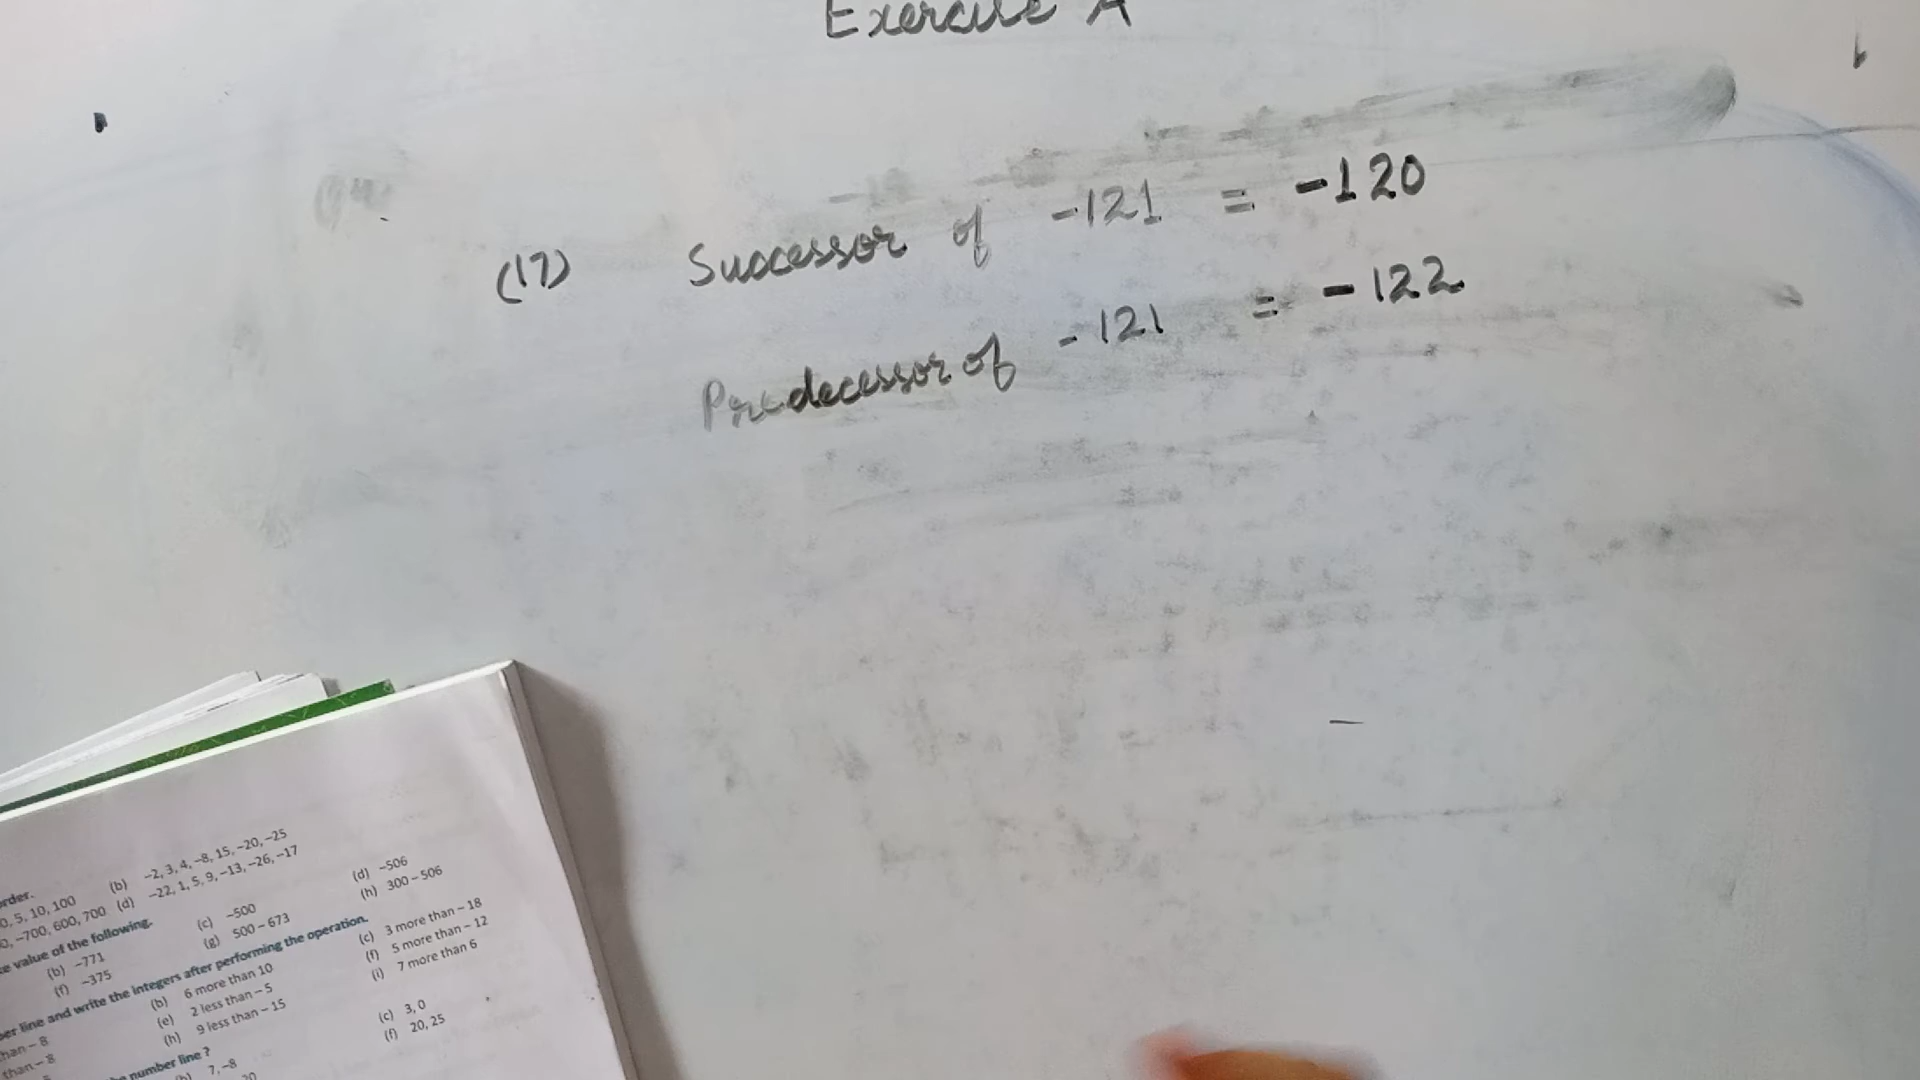 Exercise A
(17) Successor of -121 = -120
Predecessor of -121 = -122
(b) -2, 3, 4, -8, 15, -20, -25
5, 10, 100 (d) -22, 1, 5, 9, -13, -26, -17
-700, 600, 700
value of the following.
(b) -771 (c) -500 (d) -506
(f) -375 (g) 500 - 673 (h) 300 - 506
line and write the integers after performing the operation.
(b) 6 more than 10 (c) 3 more than - 18
than - 8 (e) 2 less than - 5 (f) 5 more than - 12
than - 8 (h) 9 less than - 15 (i) 7 more than 6
number line ?
7, -8 (c) 3, 0
(f) 20, 25